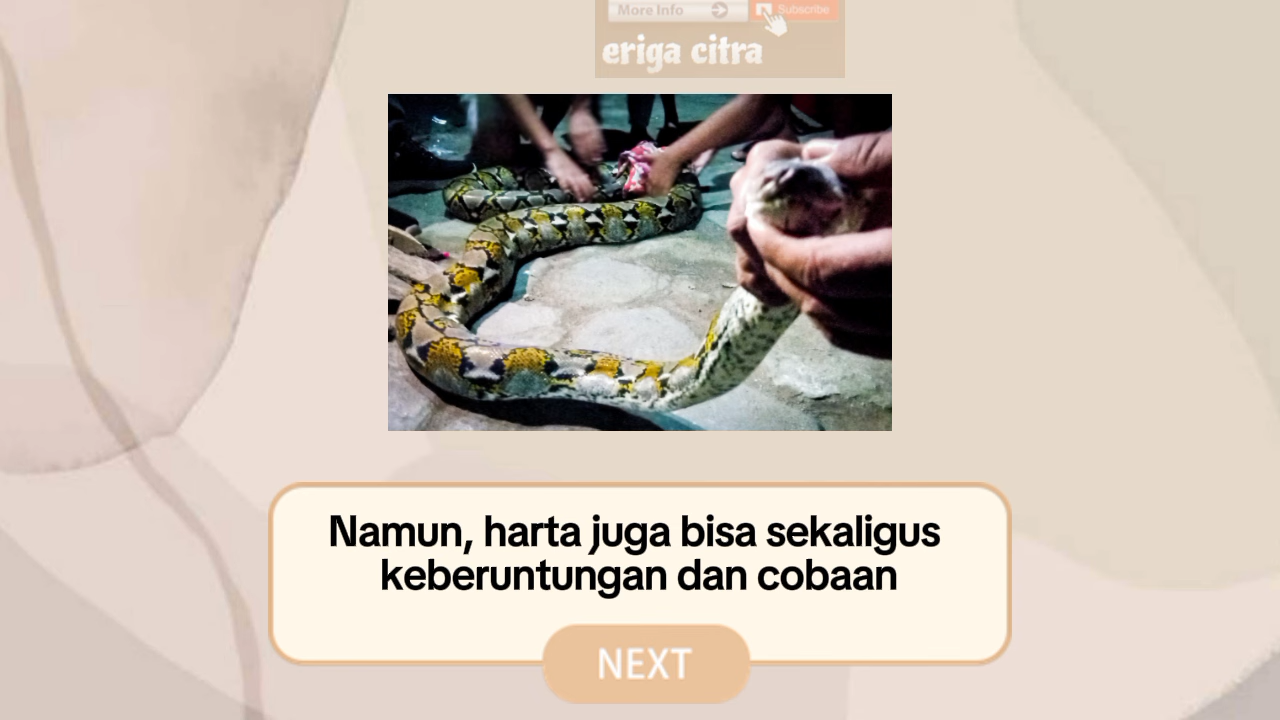 More Info
Subscribe
eriga citra
Namun, harta juga bisa sekaligus
keberuntungan dan cobaan
NEXT